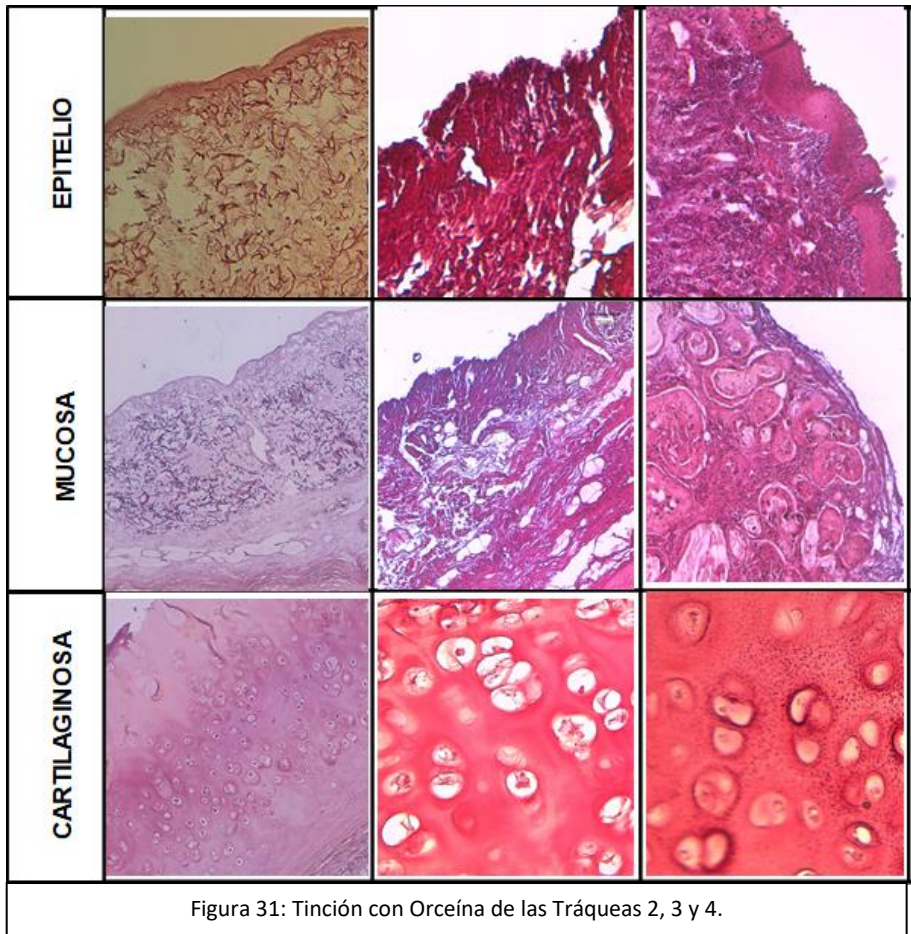 EPITELIO
MUCOSA
CARTILAGINOSA
Figura 31: Tinción con Orceína de las Tráqueas 2, 3 y 4.